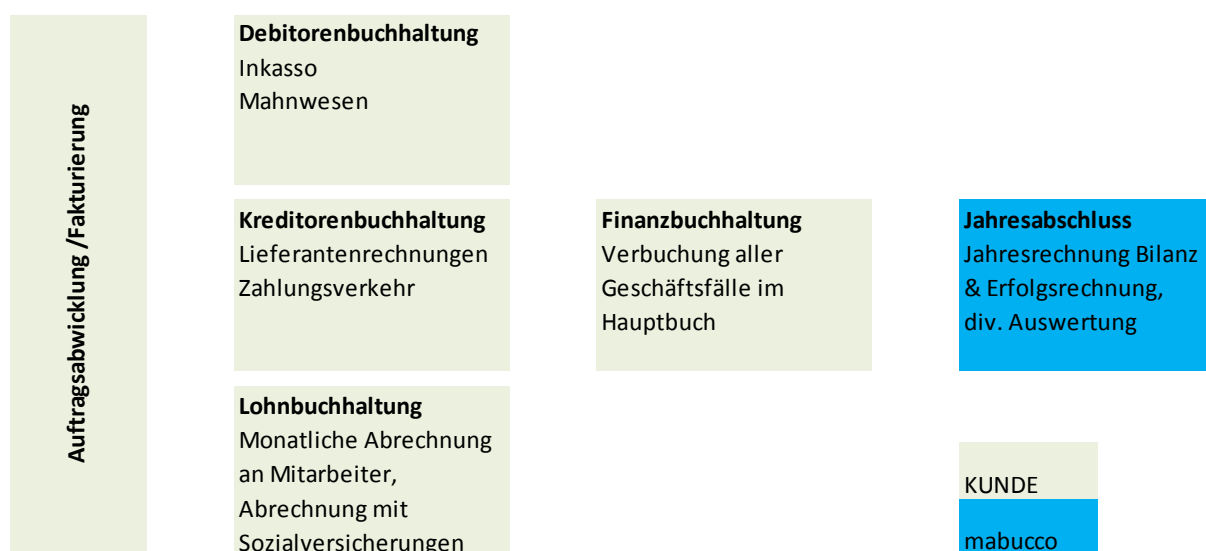 Auftragsabwicklung /Fakturierung
Debitorenbuchhaltung
Inkasso
Mahnwesen
Kreditorenbuchhaltung
Lieferantenrechnungen
Zahlungsverkehr
Finanzbuchhaltung
Verbuchung aller
Geschäftsfälle im
Hauptbuch
Jahresabschluss
Jahresrechnung Bilanz
& Erfolgsrechnung,
div. Auswertung
Lohnbuchhaltung
Monatliche Abrechnung
an Mitarbeiter,
Abrechnung mit
Sozialversicherungen
KUNDE
mabucco